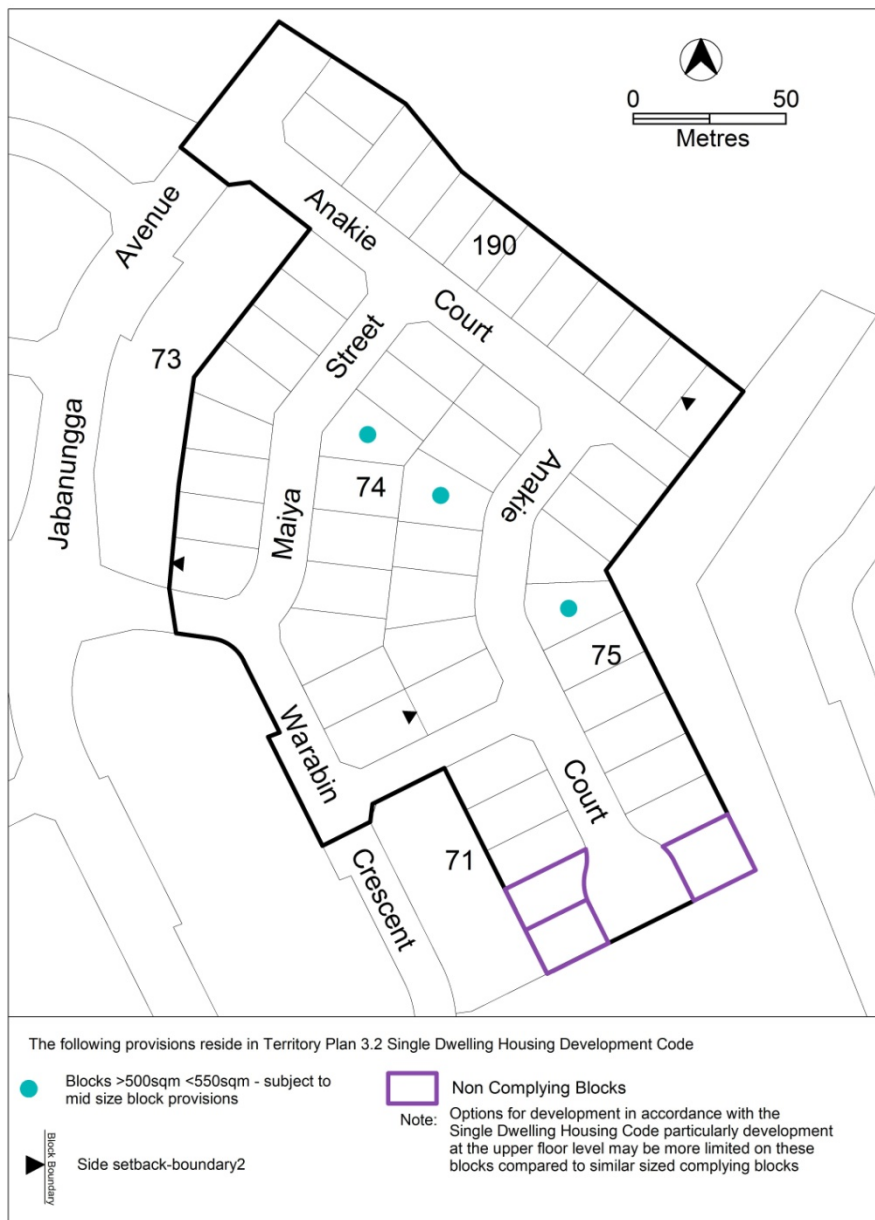 0 50
Metres
Anakie
190
Avenue
Court
Street
73
Anakie
74
Jabanungga
Maiya
75
Warabin
Court
71
Crescent
The following provisions reside in Territory Plan 3.2 Single Dwelling Housing Development Code
Blocks >500sqm <550sqm - subject to
mid size block provisions
Non Complying Blocks
Note: Options for development in accordance with the
Single Dwelling Housing Code particularly development
at the upper floor level may be more limited on these
blocks compared to similar sized complying blocks
Block Boundary
Side setback-boundary2